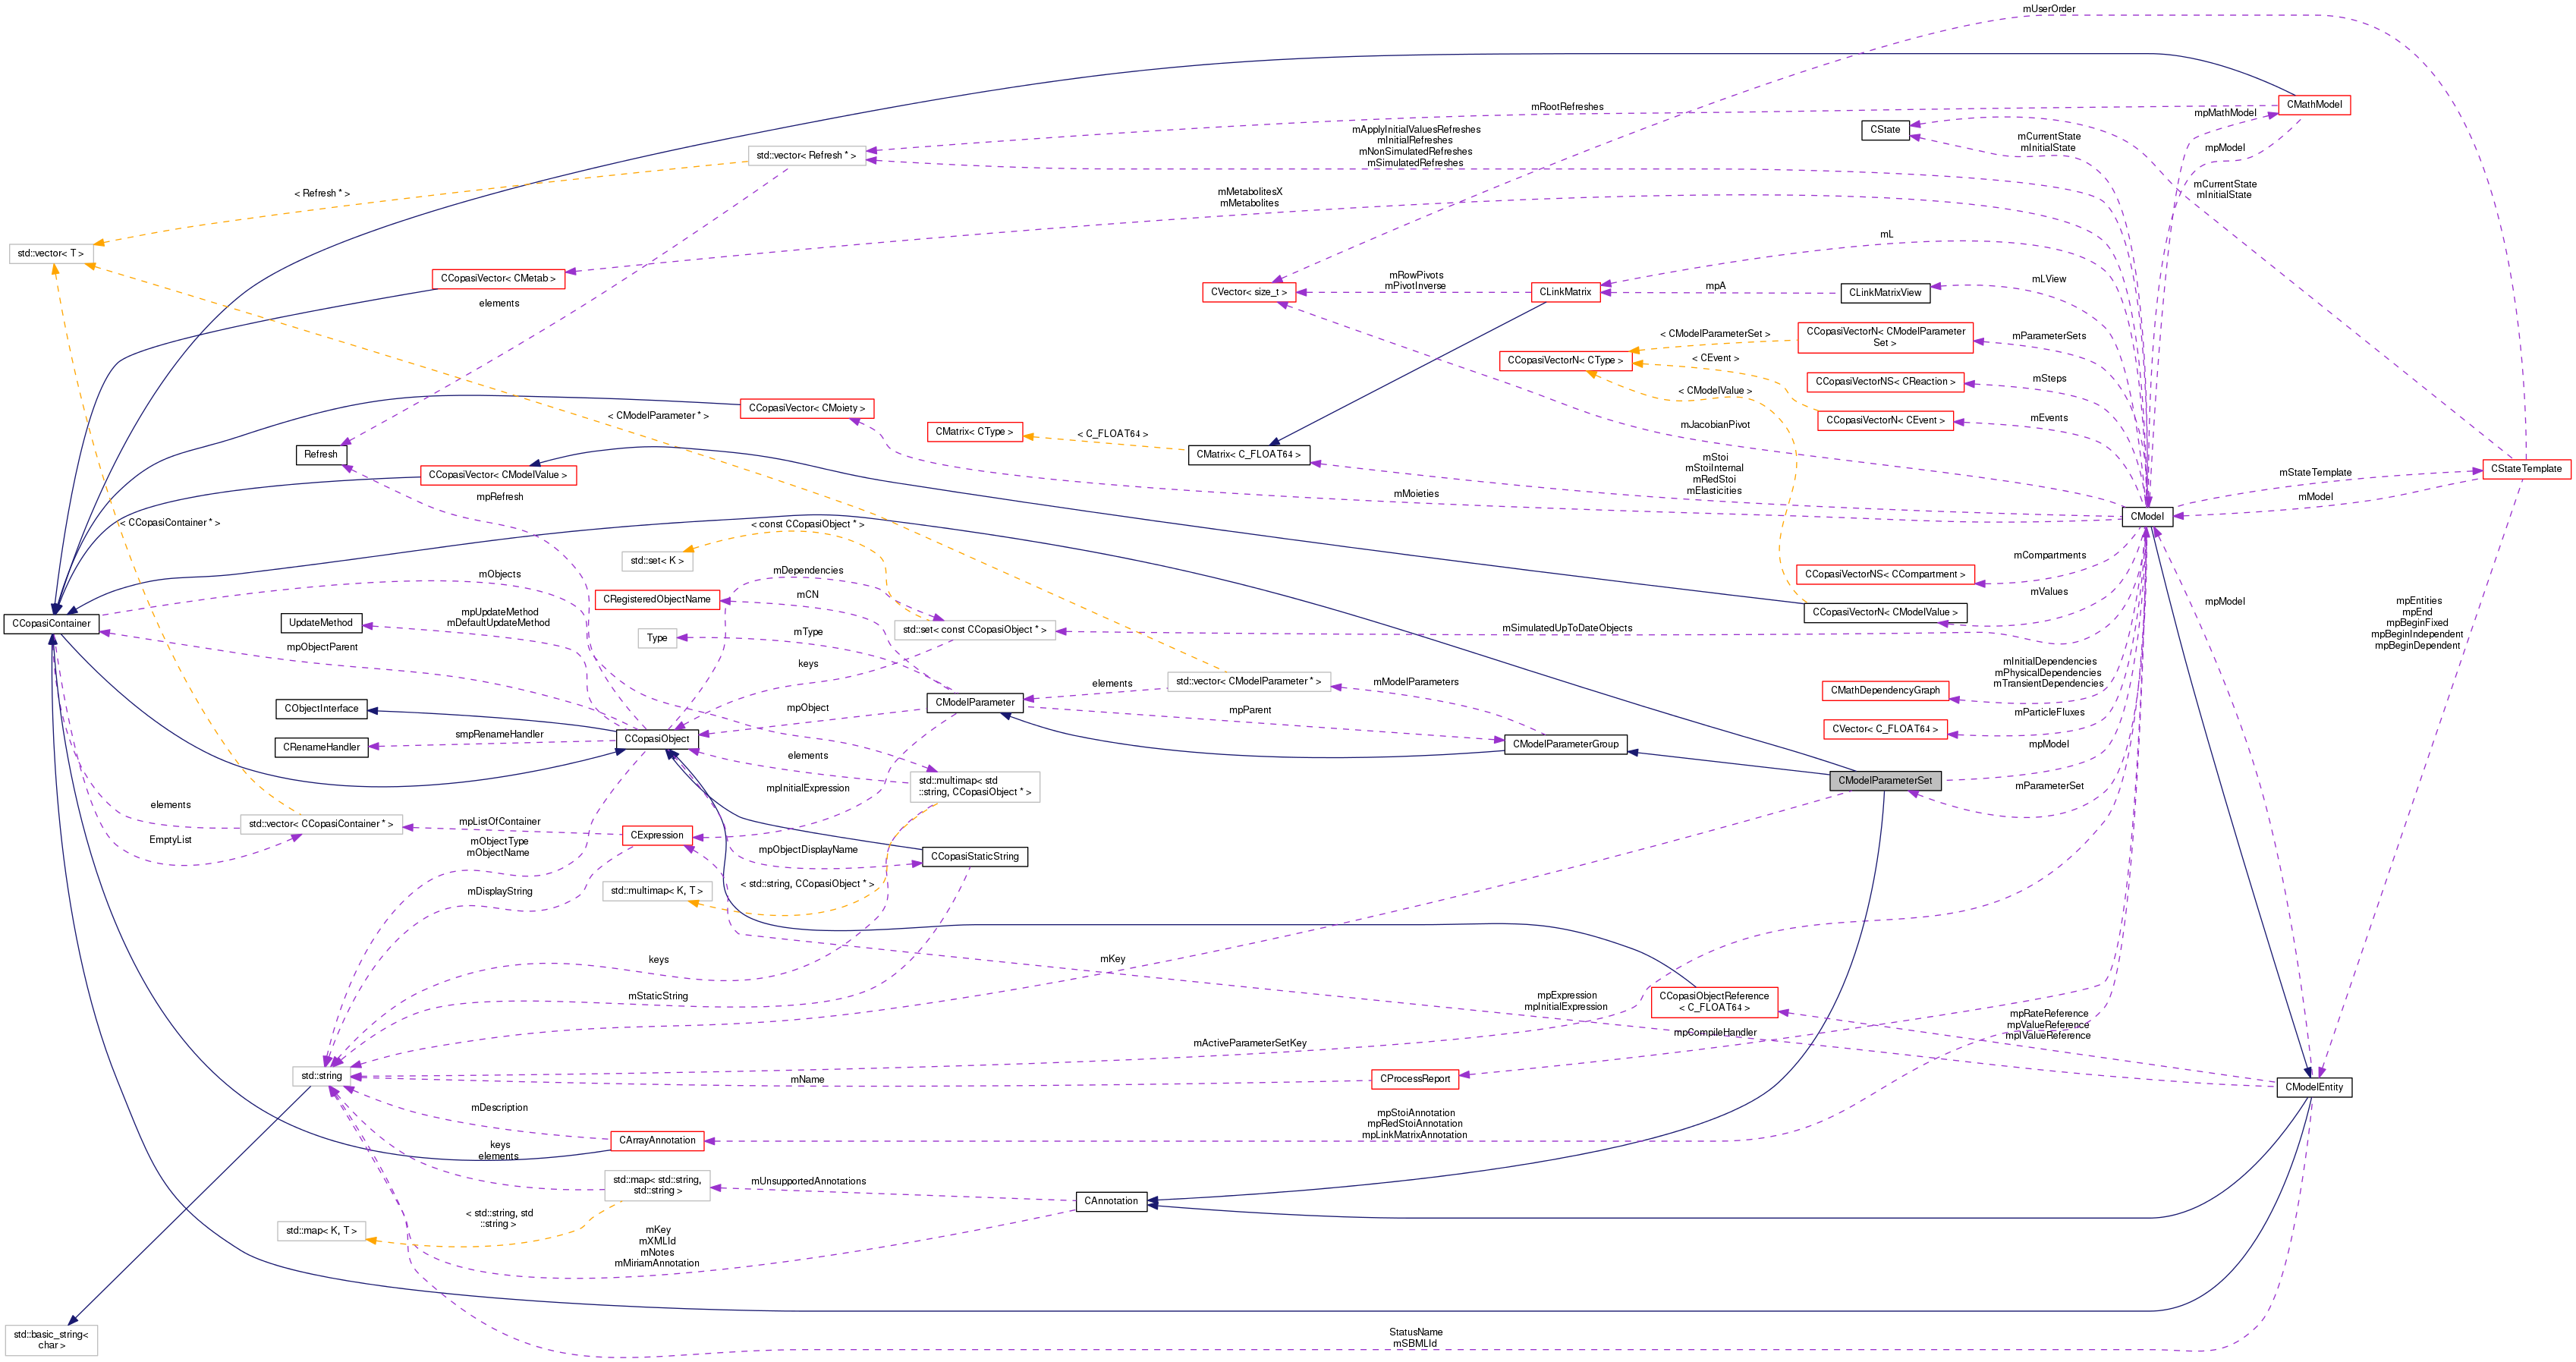 mUserOrder
CMathModel
mRootRefreshes
mpMathModel
CState
mApplyInitialValuesRefreshes
mInitialRefreshes
mNonSimulatedRefreshes
mSimulatedRefreshes
mCurrentState
mInitialState
mpModel
std::vector< Refresh * >
< Refresh * >
mMetabolitesX
mMetabolites
mCurrentState
mInitialState
std::vector< T >
mL
CCopasiVector< CMetab >
mRowPivots
mPivotInverse
mpA
mLView
CVector< size_t >
CLinkMatrix
CLinkMatrixView
elements
< CModelParameterSet >
CCopasiVectorN< CModelParameter
Set >
mParameterSets
CCopasiVectorN< CType >
< CEvent >
CCopasiVectorNS< CReaction >
mSteps
< CModelValue >
CCopasiVector< CMoiety >
< CModelParameter * >
CCopasiVectorN< CEvent >
mEvents
mJacobianPivot
CMatrix< CType >
< C_FLOAT64 >
Refresh
CMatrix< C_FLOAT64 >
CCopasiVector< CModelValue >
mStoi
mStoiInternal
mRedStoi
mElasticities
mStateTemplate
CStateTemplate
mpRefresh
mMoieties
mModel
CModel
< CCopasiContainer * >
< const CCopasiObject * >
std::set< K >
mCompartments
mObjects
mDependencies
CCopasiVectorNS< CCompartment >
CRegisteredObjectName
mCN
mValues
mpModel
mpEntities
mpEnd
mpBeginFixed
mpBeginIndependent
mpBeginDependent
CCopasiContainer
UpdateMethod
mpUpdateMethod
mDefaultUpdateMethod
CCopasiVectorN< CModelValue >
Type
mType
std::set< const CCopasiObject * >
mSimulatedUpToDateObjects
mpObjectParent
keys
mInitialDependencies
mPhysicalDependencies
mTransientDependencies
elements
std::vector< CModelParameter * >
mModelParameters
CMathDependencyGraph
CObjectInterface
CModelParameter
mpObject
mpParent
mParticleFluxes
CVector< C_FLOAT64 >
smpRenameHandler
CRenameHandler
CCopasiObject
CModelParameterGroup
mpModel
elements
std::multimap< std
::string, CCopasiObject * >
CModelParameterSet
mpInitialExpression
mParameterSet
elements
std::vector< CCopasiContainer * >
mpListOfContainer
CExpression
EmptyList
mObjectType
mObjectName
mpObjectDisplayName
CCopasiStaticString
mDisplayString
std::multimap< K, T >
< std::string, CCopasiObject * >
keys
mKey
mStaticString
mpExpression
mpInitialExpression
CCopasiObjectReference
< C_FLOAT64 >
mpRateReference
mpValueReference
mpIValueReference
mpCompileHandler
mActiveParameterSetKey
std::string
mName
CProcessReport
CModelEntity
mDescription
mpStoiAnnotation
mpRedStoiAnnotation
mpLinkMatrixAnnotation
CArrayAnnotation
keys
elements
std::map< std::string,
std::string >
mUnsupportedAnnotations
CAnnotation
< std::string, std
::string >
std::map< K, T >
mKey
mXMLId
mNotes
mMiriamAnnotation
std::basic_string<
char >
StatusName
mSBMLId